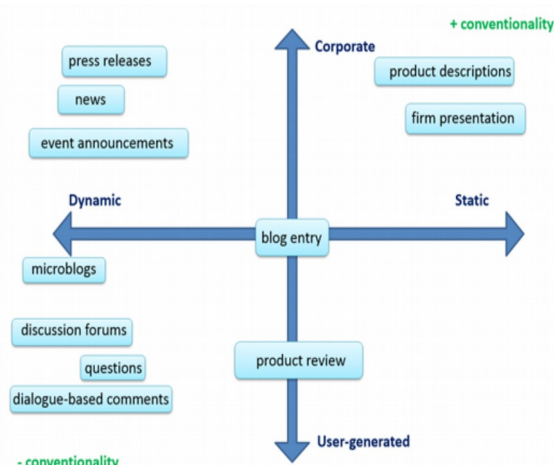 + conventionality
Corporate
press releases
product descriptions
news
firm presentation
event announcements
Dynamic
Static
blog entry
microblogs
discussion forums
product review
questions
dialogue-based comments
User-generated
- conventionality